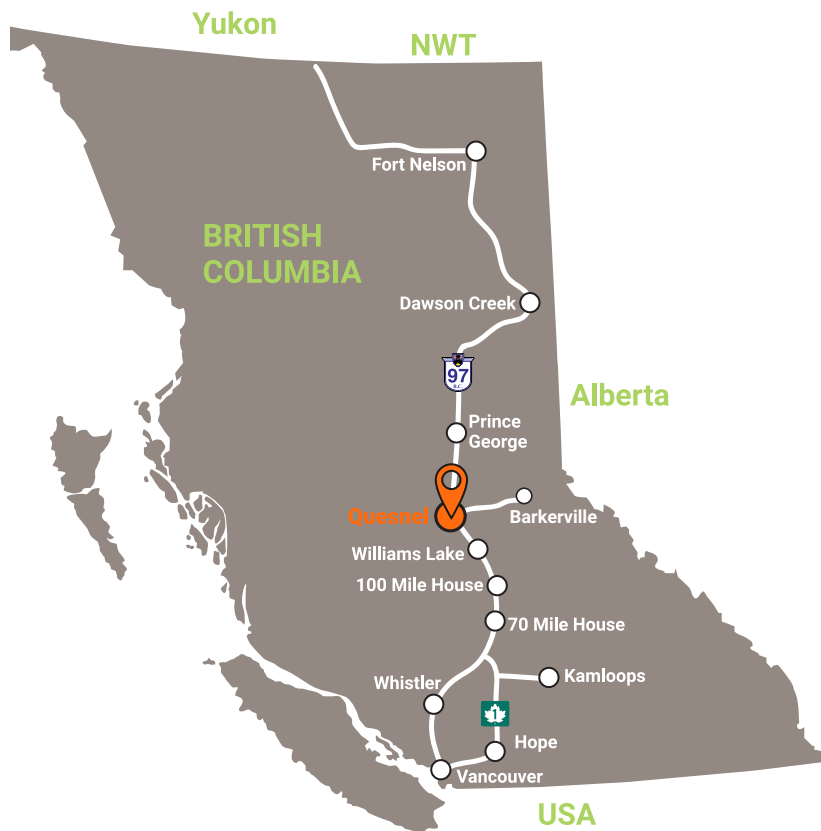 Yukon
NWT
Fort Nelson
BRITISH
COLUMBIA
Dawson Creek
97
B.C.
Alberta
Prince
George
Quesnel
Barkerville
Williams Lake
100 Mile House
70 Mile House
Kamloops
Whistler
1
Hope
Vancouver
USA